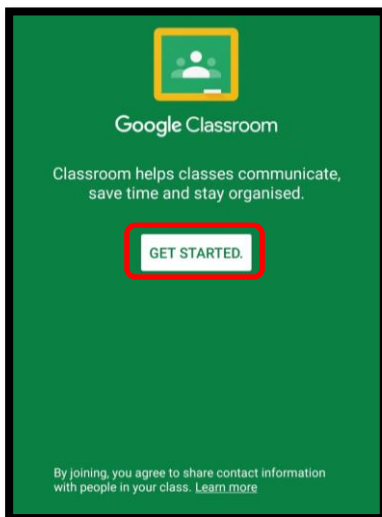 Google Classroom
Classroom helps classes communicate,
save time and stay organised.
GET STARTED.
By joining, you agree to share contact information
with people in your class. Learn more